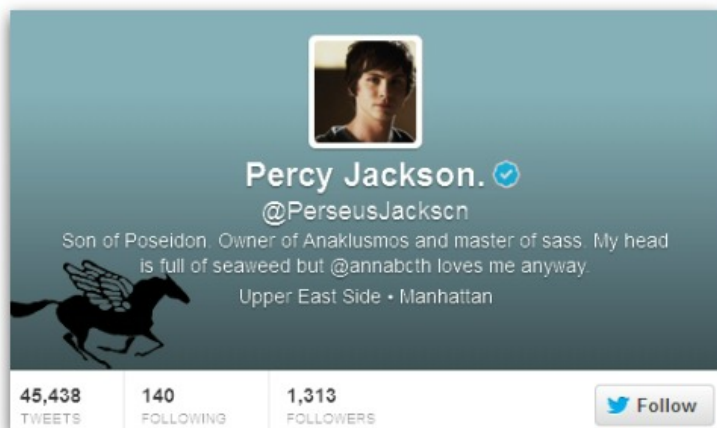 Percy Jackson.
@PerseusJackscn
Son of Poseidon. Owner of Anaklusmos and master of sass. My head
is full of seaweed but @annabcth loves me anyway.
Upper East Side • Manhattan
45,438 140 1,313
TWEETS FOLLOWING FOLLOWERS
Follow